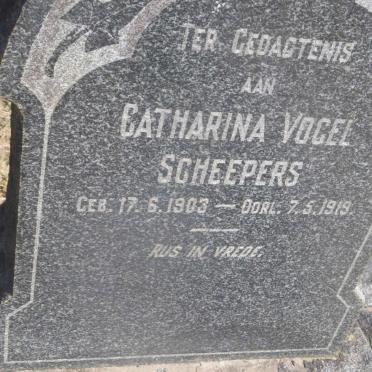 TER GEDAGTENIS
AAN
CATHARINA VOGEL
SCHEEPERS
GEB. 17.6.1903 — OORL. 7.5.1919.
RUS IN VREDE.